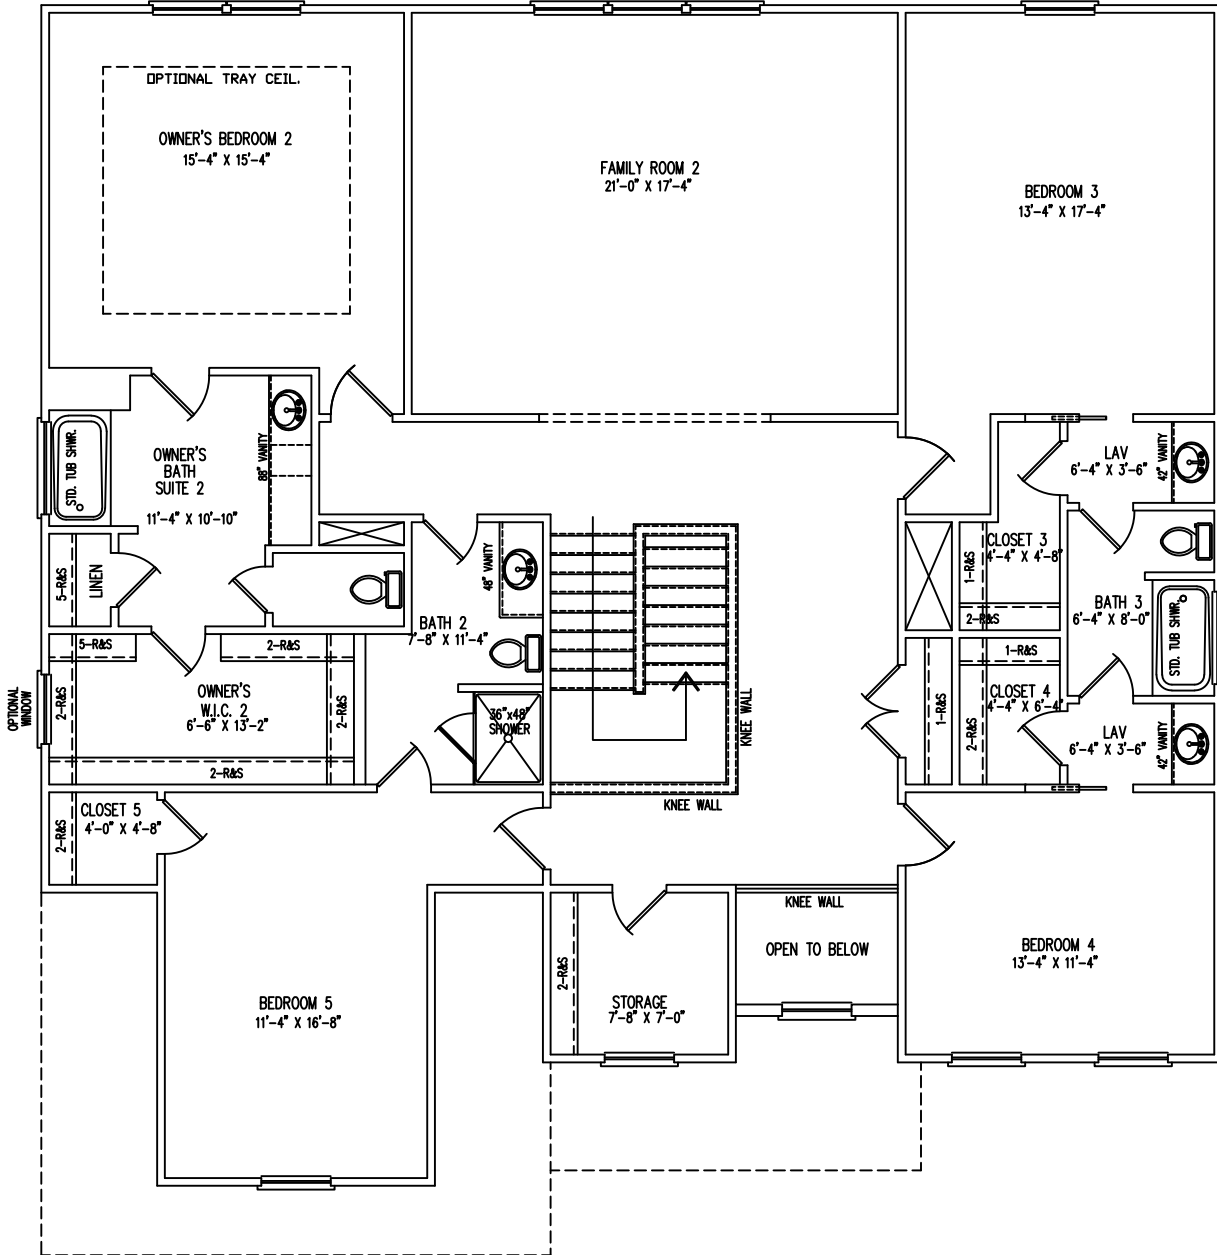 OPTIONAL TRAY CEIL.
OWNER'S BEDROOM 2
15'-4" X 15'-4"
FAMILY ROOM 2
21'-0" X 17'-4"
BEDROOM 3
13'-4" X 17'-4"
STD. TUB SHWR.
OWNER'S
BATH
SUITE 2
11'-4" X 10'-10"
88" VANITY
LAV
6'-4" X 3'-6"
42" VANITY
5-R&S
LINEN
48" VANITY
BATH 2
7'-8" X 11'-4"
CLOSET 3
4'-4" X 4'-8"
1-R&S
2-R&S
BATH 3
6'-4" X 8'-0"
STD. TUB SHWR.
5-R&S
2-R&S
OPTIONAL
WINDOW
2-R&S
OWNER'S
W.I.C. 2
6'-6" X 13'-2"
2-R&S
2-R&S
36"x48"
SHOWER
KNEE WALL
KNEE WALL
1-R&S
1-R&S
CLOSET 4
4'-4" X 6'-4"
2-R&S
LAV
6'-4" X 3'-6"
42" VANITY
CLOSET 5
4'-0" X 4'-8"
2-R&S
KNEE WALL
OPEN TO BELOW
BEDROOM 4
13'-4" X 11'-4"
2-R&S
STORAGE
7'-8" X 7'-0"
BEDROOM 5
11'-4" X 16'-8"